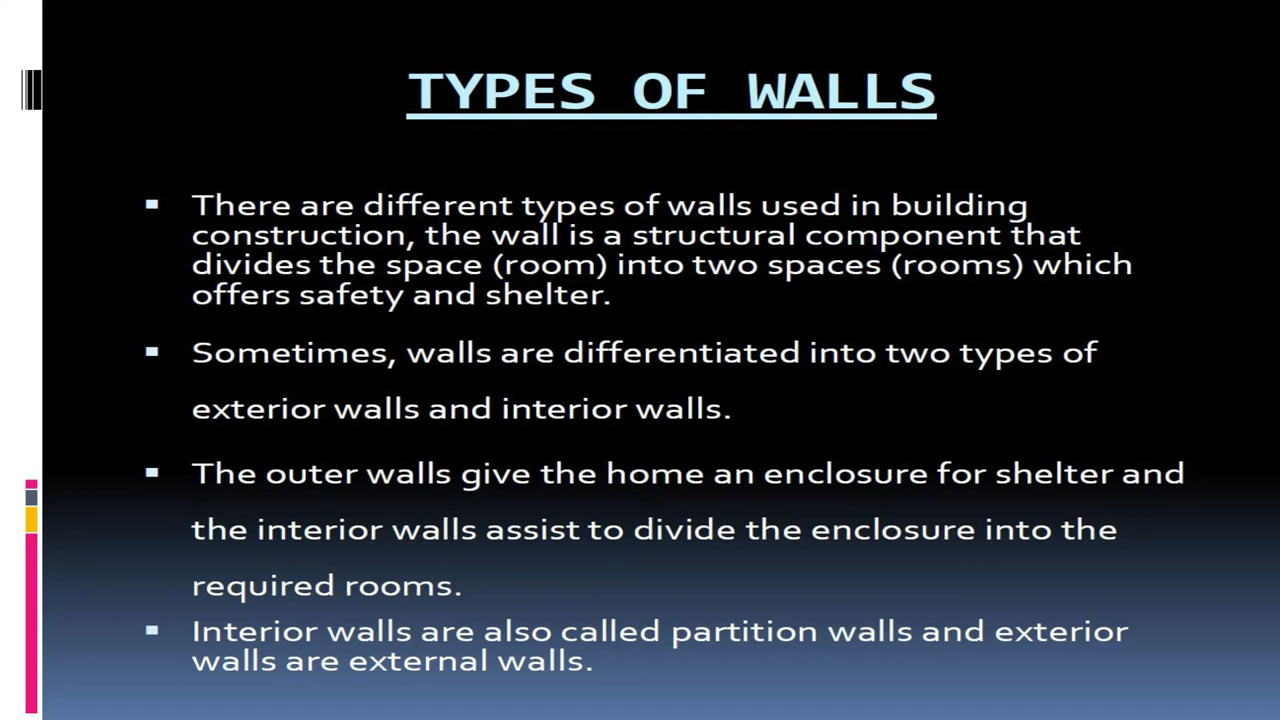 TYPES OF WALLS
There are different types of walls used in building
construction, the wall is a structural component that
divides the space (room) into two spaces (rooms) which
offers safety and shelter.
Sometimes, walls are differentiated into two types of
exterior walls and interior walls.
The outer walls give the home an enclosure for shelter and
the interior walls assist to divide the enclosure into the
required rooms.
Interior walls are also called partition walls and exterior
walls are external walls.